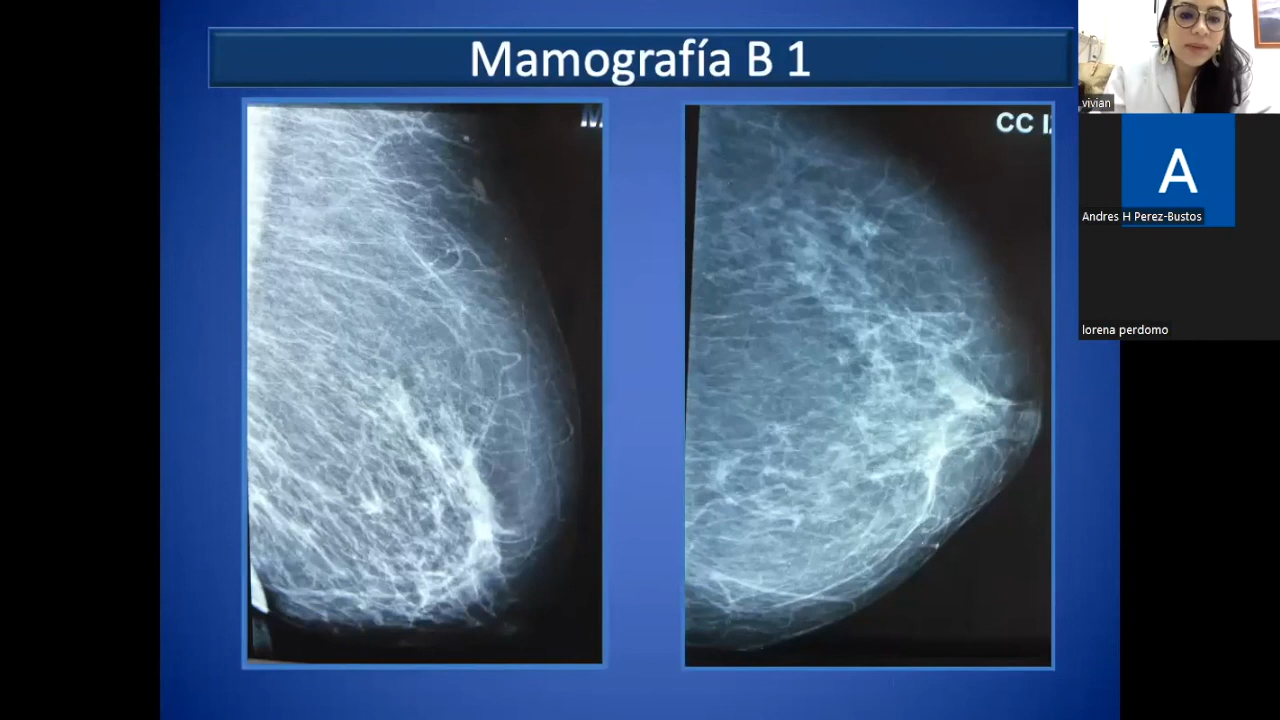 Mamografía B 1
CC
vivian
A
Andres H Perez-Bustos
lorena perdomo